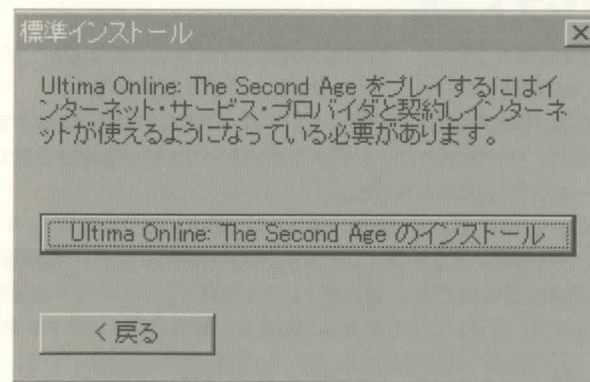 標準インストール
Ultima Online: The Second Age をプレイするにはイ
ンターネット・サービス・プロバイダと契約しインターネ
ットが使えるようになっている必要があります。
Ultima Online: The Second Age のインストール
< 戻る